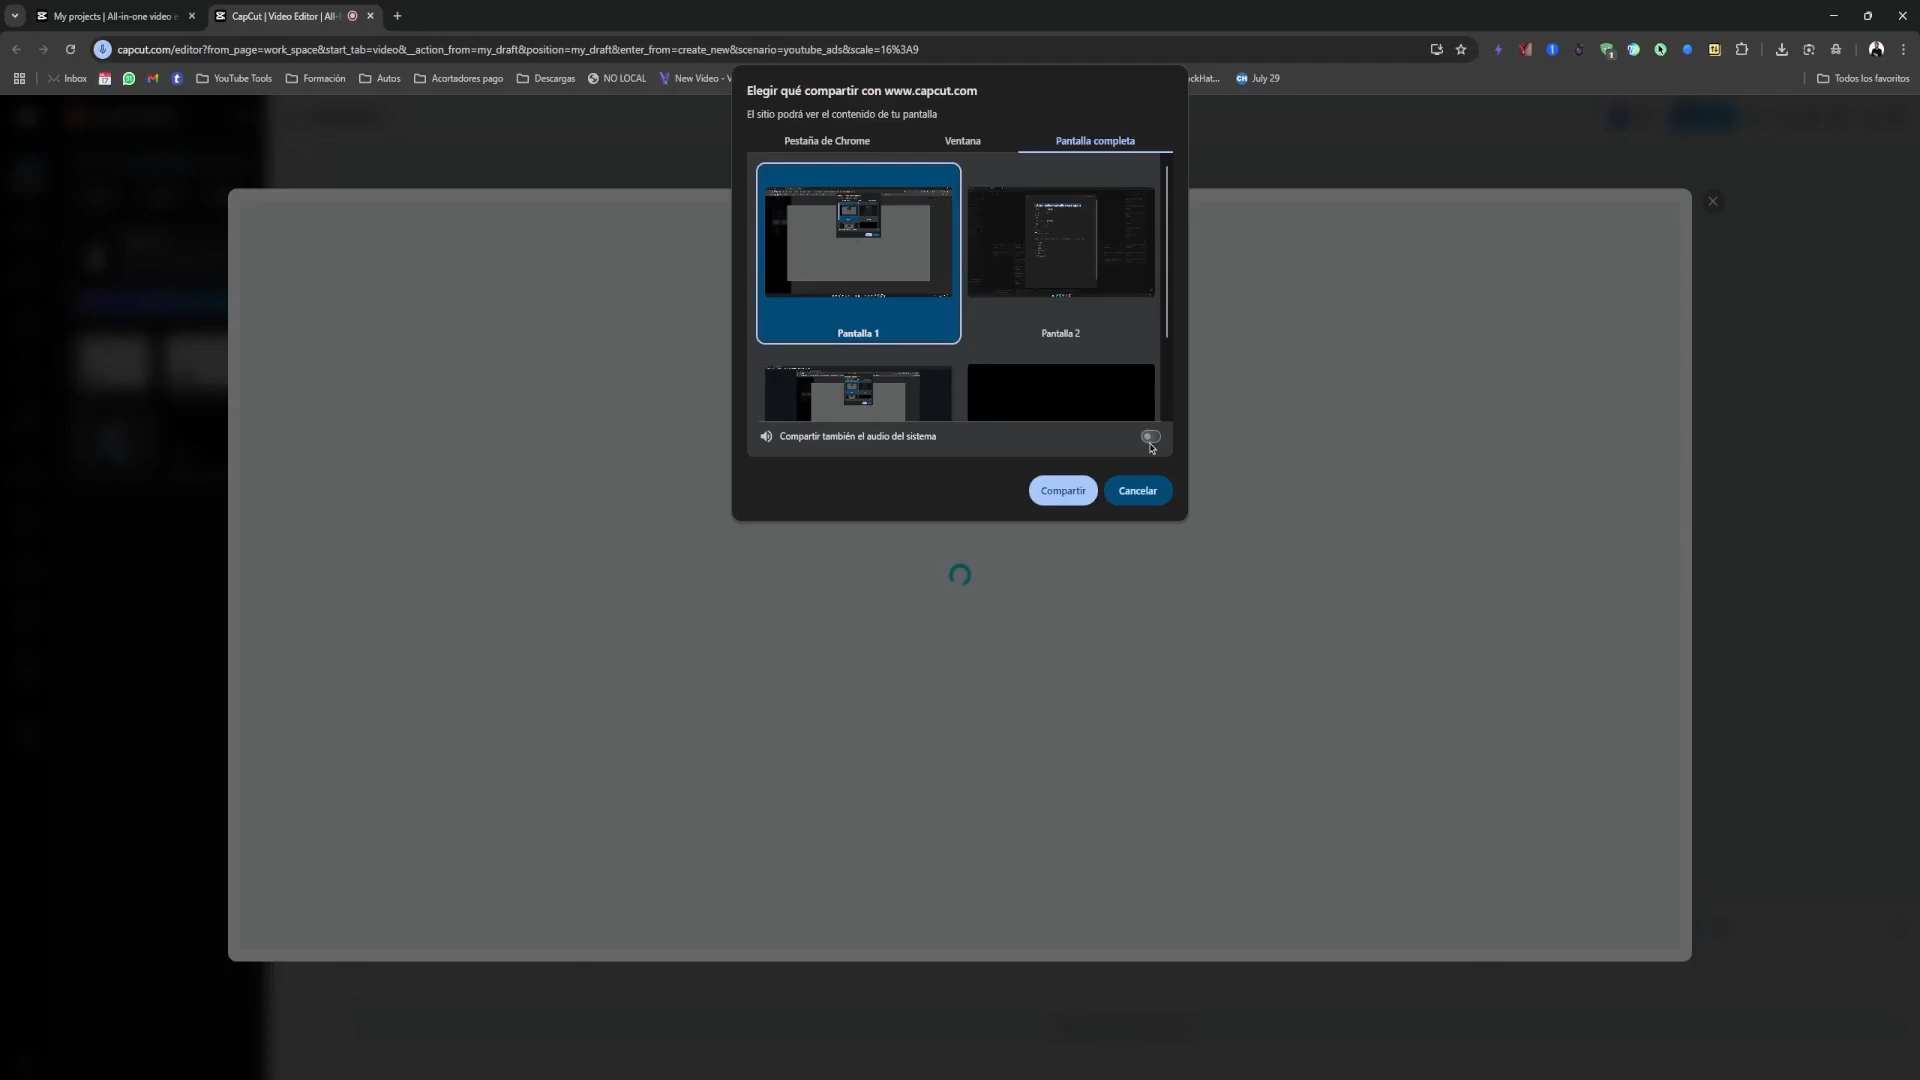 My projects | All-in-one video e
CapCut | Video Editor | All-
capcut.com/editor?from_page=work_space&start_tab=video&__action_from=my_draft&position=my_draft&enter_from=create_new&scenario=youtube_ads&scale=16%3A9
Inbox
YouTube Tools
Formación
Autos
Acortadores pago
Descargas
NO LOCAL
New Video - V
ackHat...
July 29
Todos los favoritos
Elegir qué compartir con www.capcut.com
El sitio podrá ver el contenido de tu pantalla
Pestaña de Chrome
Ventana
Pantalla completa
Pantalla 1
Pantalla 2
Compartir también el audio del sistema
Compartir
Cancelar